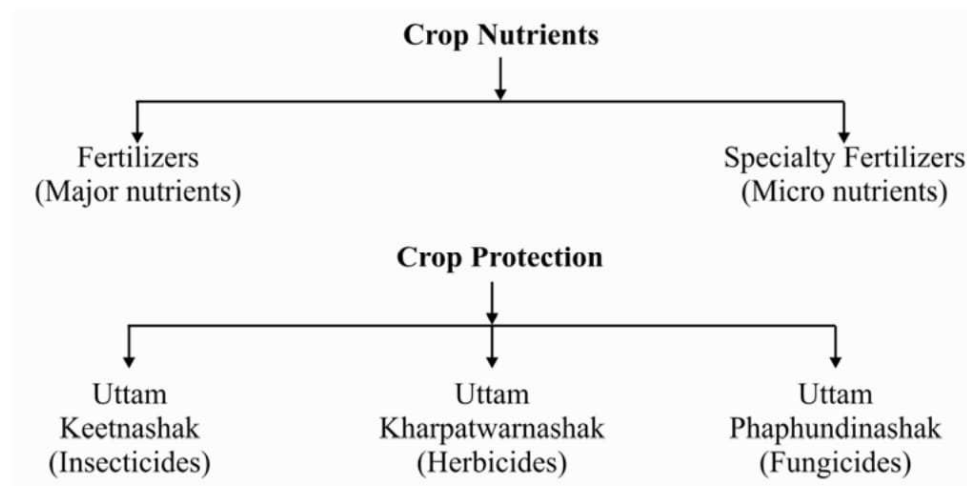 Crop Nutrients
Fertilizers
(Major nutrients)
Specialty Fertilizers
(Micro nutrients)
Crop Protection
Uttam
Keetnashak
(Insecticides)
Uttam
Kharpatwarnashak
(Herbicides)
Uttam
Phaphundinashak
(Fungicides)